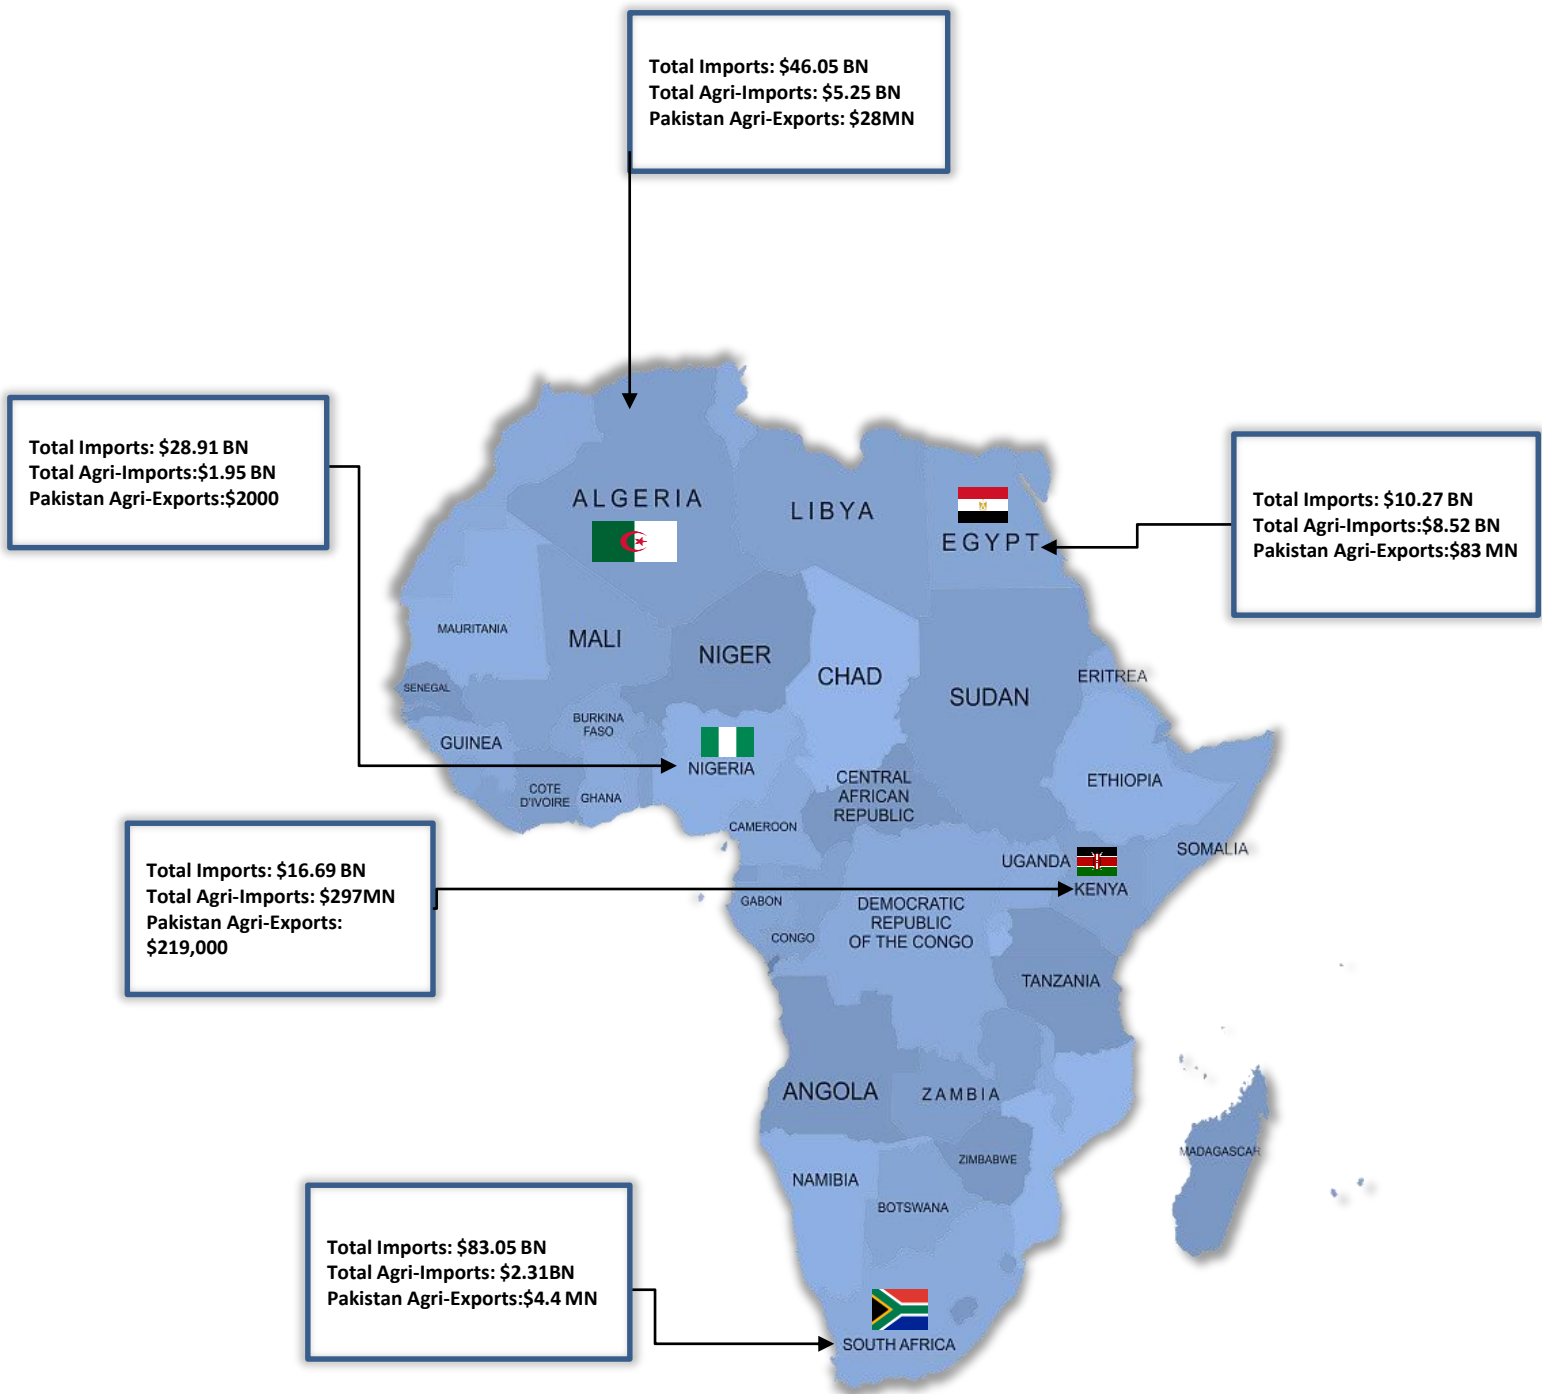 Total Imports: $46.05 BN
Total Agri-Imports: $5.25 BN
Pakistan Agri-Exports: $28MN
Total Imports: $28.91 BN
Total Agri-Imports:$1.95 BN
Pakistan Agri-Exports:$2000
Total Imports: $10.27 BN
Total Agri-Imports:$8.52 BN
Pakistan Agri-Exports:$83 MN
ALGERIA
LIBYA
EGYPT
MAURITANIA
MALI
NIGER
CHAD
SUDAN
ERITREA
SENEGAL
GUINEA
BURKINA
FASO
NIGERIA
COTE
D'IVOIRE
GHANA
CENTRAL
AFRICAN
REPUBLIC
ETHIOPIA
CAMEROON
SOMALIA
UGANDA
KENYA
Total Imports: $16.69 BN
Total Agri-Imports: $297MN
Pakistan Agri-Exports:
$219,000
GABON
CONGO
DEMOCRATIC
REPUBLIC
OF THE CONGO
TANZANIA
ANGOLA
ZAMBIA
ZIMBABWE
MADAGASCAR
NAMIBIA
BOTSWANA
Total Imports: $83.05 BN
Total Agri-Imports: $2.31BN
Pakistan Agri-Exports:$4.4 MN
SOUTH AFRICA